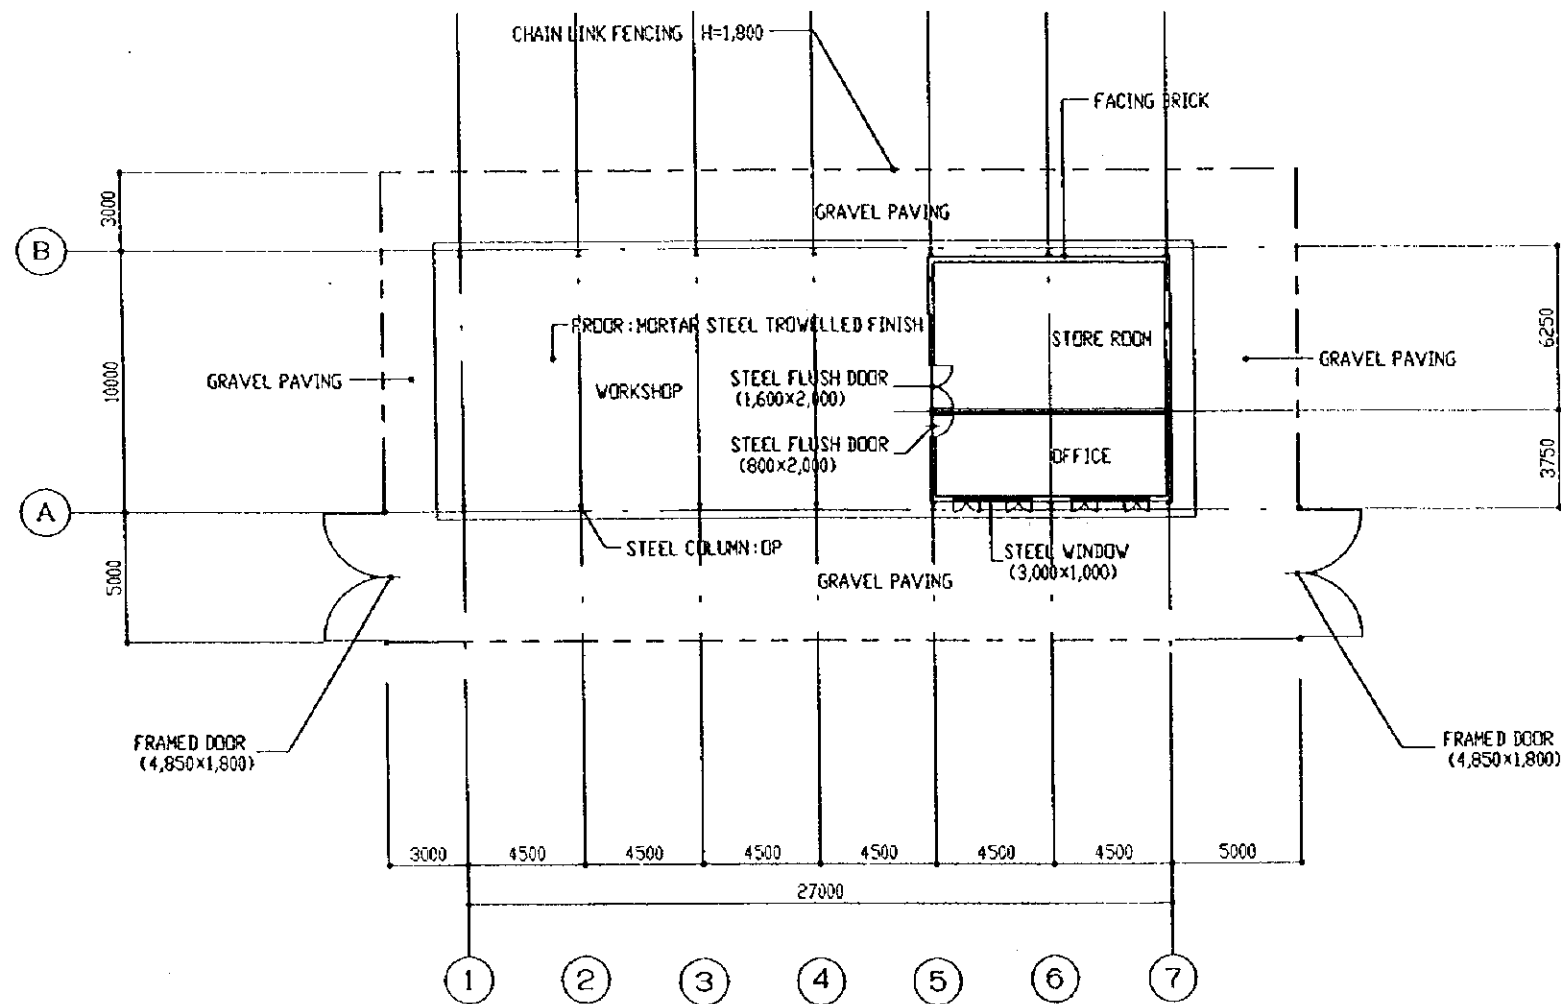 CHAIN LINK FENCING H=1,800
FACING BRICK
3000
GRAVEL PAVING
B
FROOR:MORTAR STEEL TROWELLED FINISH
6250
STORE ROOM
GRAVEL PAVING
10000
GRAVEL PAVING
WORKSHOP
STEEL FLUSH DOOR
(1,600×2,000)
STEEL FLUSH DOOR
(800×2,000)
OFFICE
3750
A
STEEL COLUMN:OP
STEEL WINDOW
(3,000×1,000)
GRAVEL PAVING
5000
FRAMED DOOR
(4,850×1,800)
FRAMED DOOR
(4,850×1,800)
3000 4500 4500 4500 4500 4500 4500 5000
27000
1 2 3 4 5 6 7